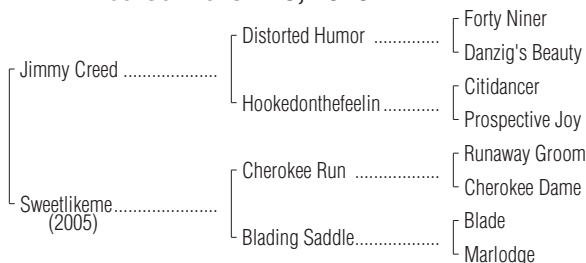 Forty Niner
Distorted Humor ..............
Danzig's Beauty
Jimmy Creed ....................
Citidancer
Hookedonthefeelin ............
Prospective Joy
Runaway Groom
Cherokee Run ..................
Cherokee Dame
Sweetlikeme......................
(2005)
Blade
Blading Saddle.................
Marlodge